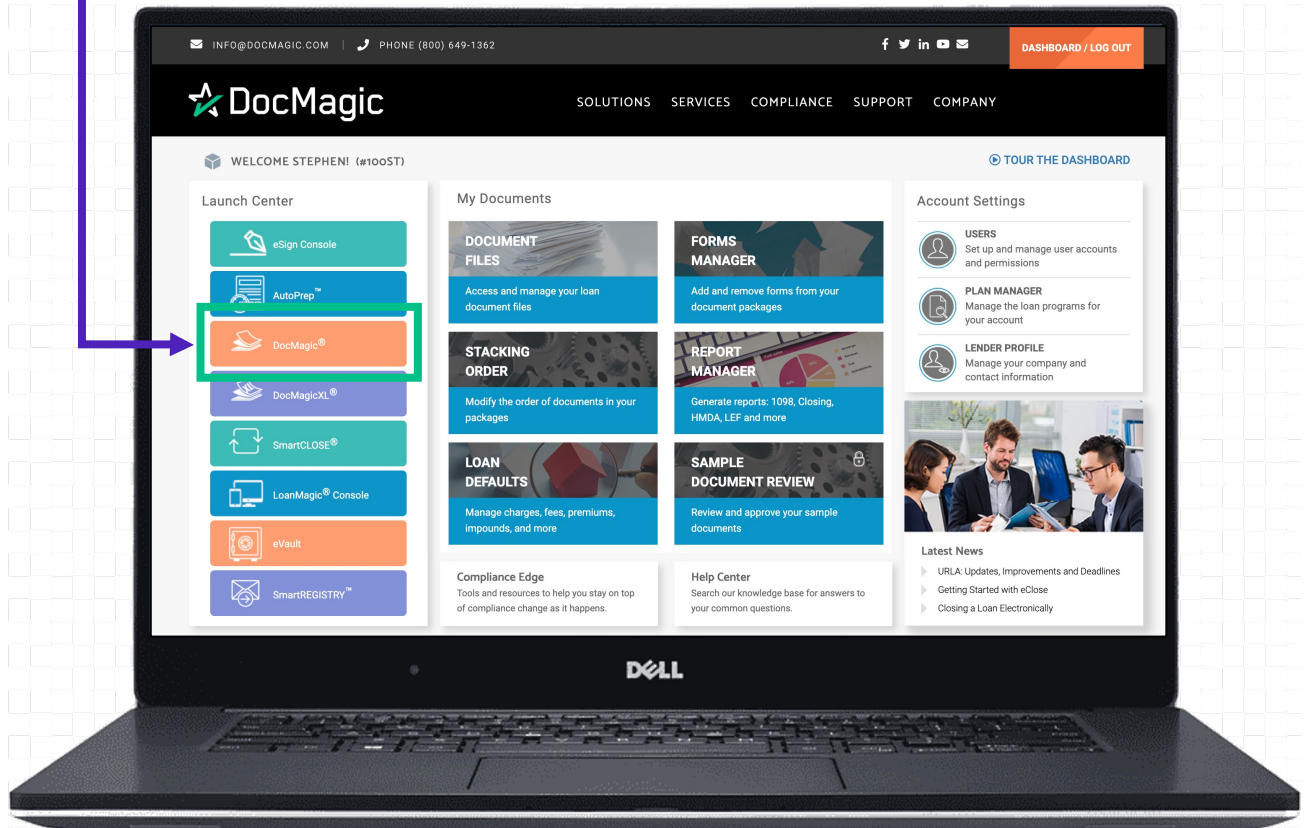 INFO@DOCMAGIC.COM | PHONE (800) 649-1362
DASHBOARD / LOG OUT
DocMagic
SOLUTIONS SERVICES COMPLIANCE SUPPORT COMPANY
WELCOME STEPHEN! (#100ST)
TOUR THE DASHBOARD
Launch Center
eSign Console
AutoPrep™
DocMagic®
DocMagicXL®
SmartCLOSE®
LoanMagic® Console
eVault
SmartREGISTRY™
My Documents
DOCUMENT
FILES
Access and manage your loan
document files
FORMS
MANAGER
Add and remove forms from your
document packages
STACKING
ORDER
Modify the order of documents in your
packages
REPORT
MANAGER
Generate reports: 1098, Closing,
HMDA, LEF and more
LOAN
DEFAULTS
Manage charges, fees, premiums,
impounds, and more
SAMPLE
DOCUMENT REVIEW
Review and approve your sample
documents
Compliance Edge
Tools and resources to help you stay on top
of compliance change as it happens.
Help Center
Search our knowledge base for answers to
your common questions.
Account Settings
USERS
Set up and manage user accounts
and permissions
PLAN MANAGER
Manage the loan programs for
your account
LENDER PROFILE
Manage your company and
contact information
Latest News
URLA: Updates, Improvements and Deadlines
Getting Started with eClose
Closing a Loan Electronically
DELL